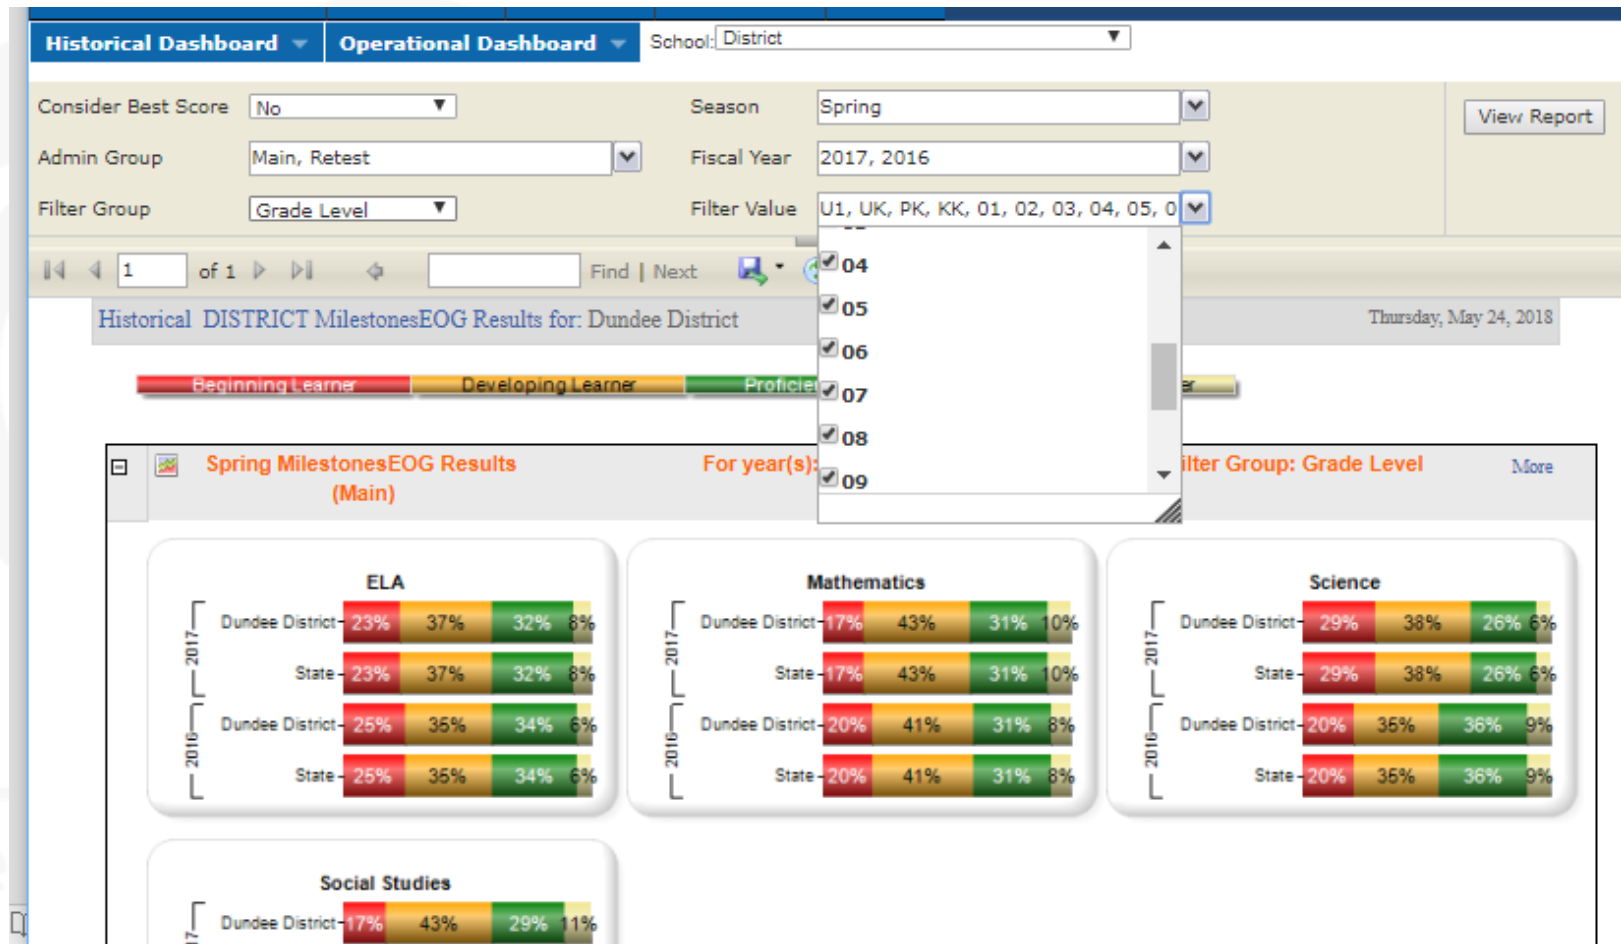 Historical Dashboard Operational Dashboard School: District
Consider Best Score No Season Spring View Report
Admin Group Main, Retest Fiscal Year 2017, 2016
Filter Group Grade Level Filter Value U1, UK, PK, KK, 01, 02, 03, 04, 05, 0
04
05
06
07
08
09
1 of 1 Find | Next
Historical DISTRICT MilestonesEOG Results for: Dundee District Thursday, May 24, 2018
Beginning Learner Developing Learner
Spring MilestonesEOG Results (Main) For year(s): ilter Group: Grade Level More
ELA
2017
Dundee District 23% 37% 32% 8%
State 23% 37% 32% 8%
2016
Dundee District 25% 35% 34% 6%
State 25% 35% 34% 6%
Mathematics
2017
Dundee District 17% 43% 31% 10%
State 17% 43% 31% 10%
2016
Dundee District 20% 41% 31% 8%
State 20% 41% 31% 8%
Science
2017
Dundee District 29% 38% 26% 6%
State 29% 38% 26% 6%
2016
Dundee District 20% 35% 36% 9%
State 20% 35% 36% 9%
Social Studies
Dundee District 17% 43% 29% 11%